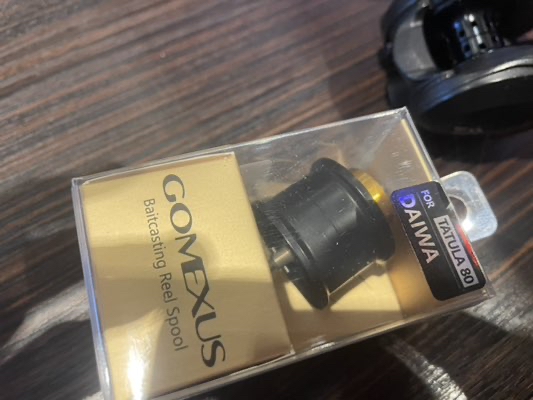 GOMEXUS
Baitcasting Reel Spool
FOR
TATULA 80
DAIWA